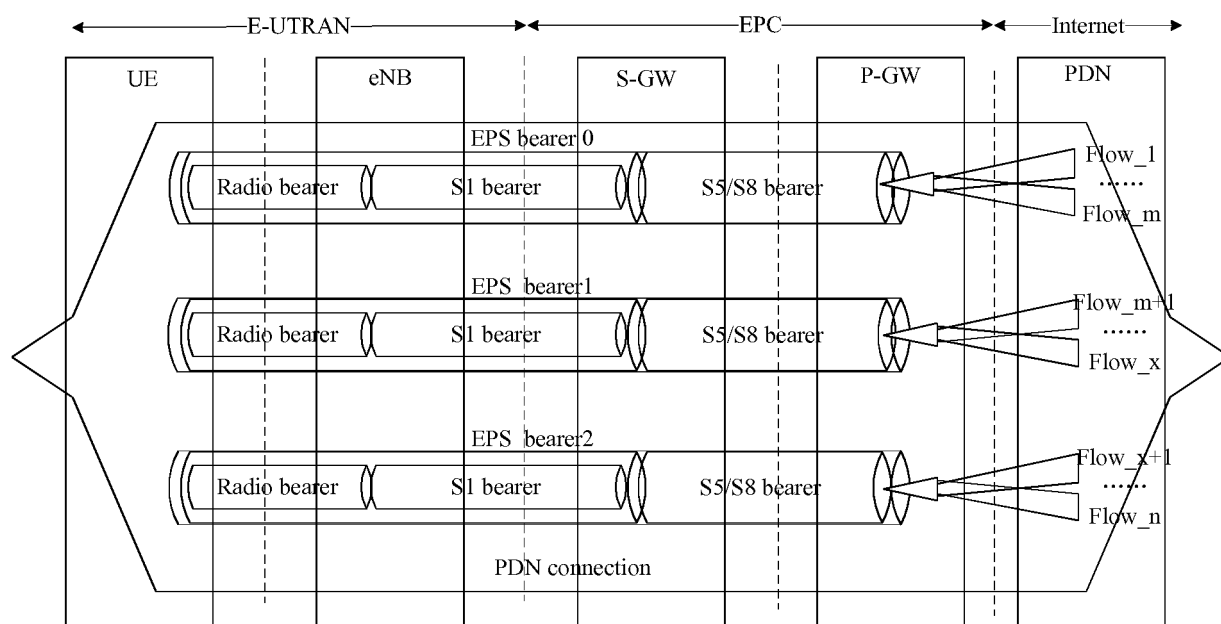 E-UTRAN EPC Internet
UE eNB S-GW P-GW PDN
EPS bearer 0
Radio bearer S1 bearer S5/S8 bearer Flow_1
......
Flow_m
EPS bearer1
Radio bearer S1 bearer S5/S8 bearer Flow_m+1
......
Flow_x
EPS bearer2
Radio bearer S1 bearer S5/S8 bearer Flow_x+1
......
Flow_n
PDN connection